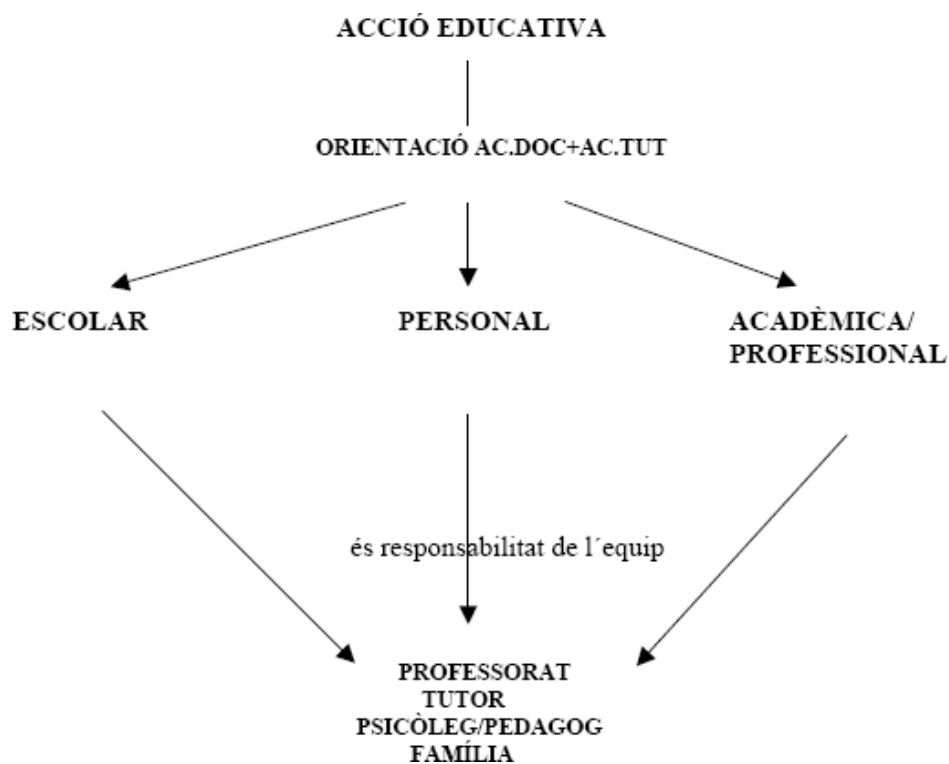 ACCIÓ EDUCATIVA
ORIENTACIÓ AC.DOC+AC.TUT
ESCOLAR
PERSONAL
ACADÈMICA/
PROFESSIONAL
és responsabilitat de l´equip
PROFESSORAT
TUTOR
PSICÒLEG/PEDAGOG
FAMÍLIA